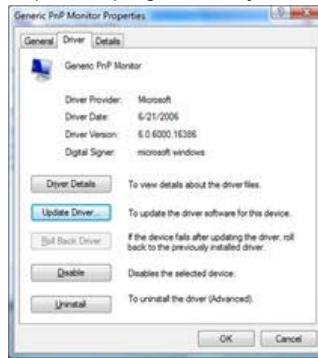 Generic PnP Monitor Properties
General Driver Details
Generic PnP Monitor
Driver Provider: Microsoft
Driver Date: 6/21/2006
Driver Version: 6.0.6000.16386
Digital Signer: microsoft windows
Driver Details To view details about the driver files.
Update Driver... To update the driver software for this device.
Roll Back Driver If the device fails after updating the driver, roll
back to the previously installed driver.
Disable Disables the selected device.
Uninstall To uninstall the driver (Advanced).
OK Cancel